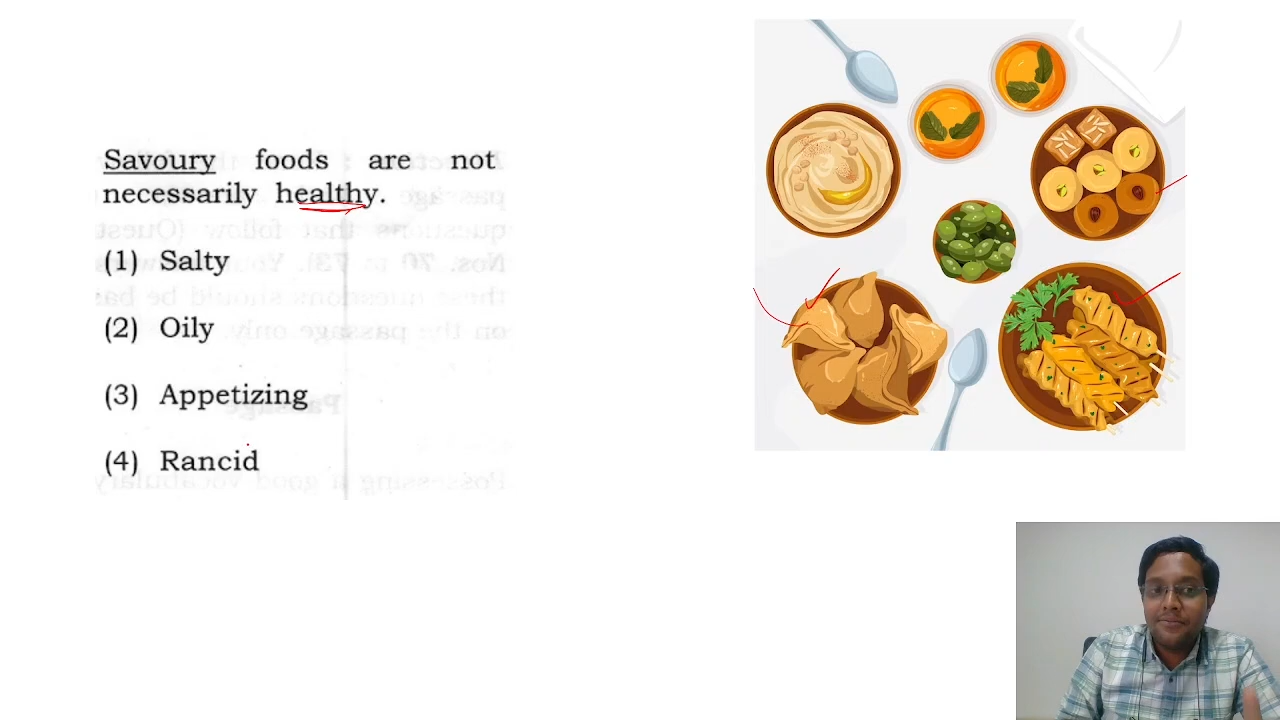 Savoury foods are not
necessarily healthy.
(1) Salty
(2) Oily
(3) Appetizing
(4) Rancid